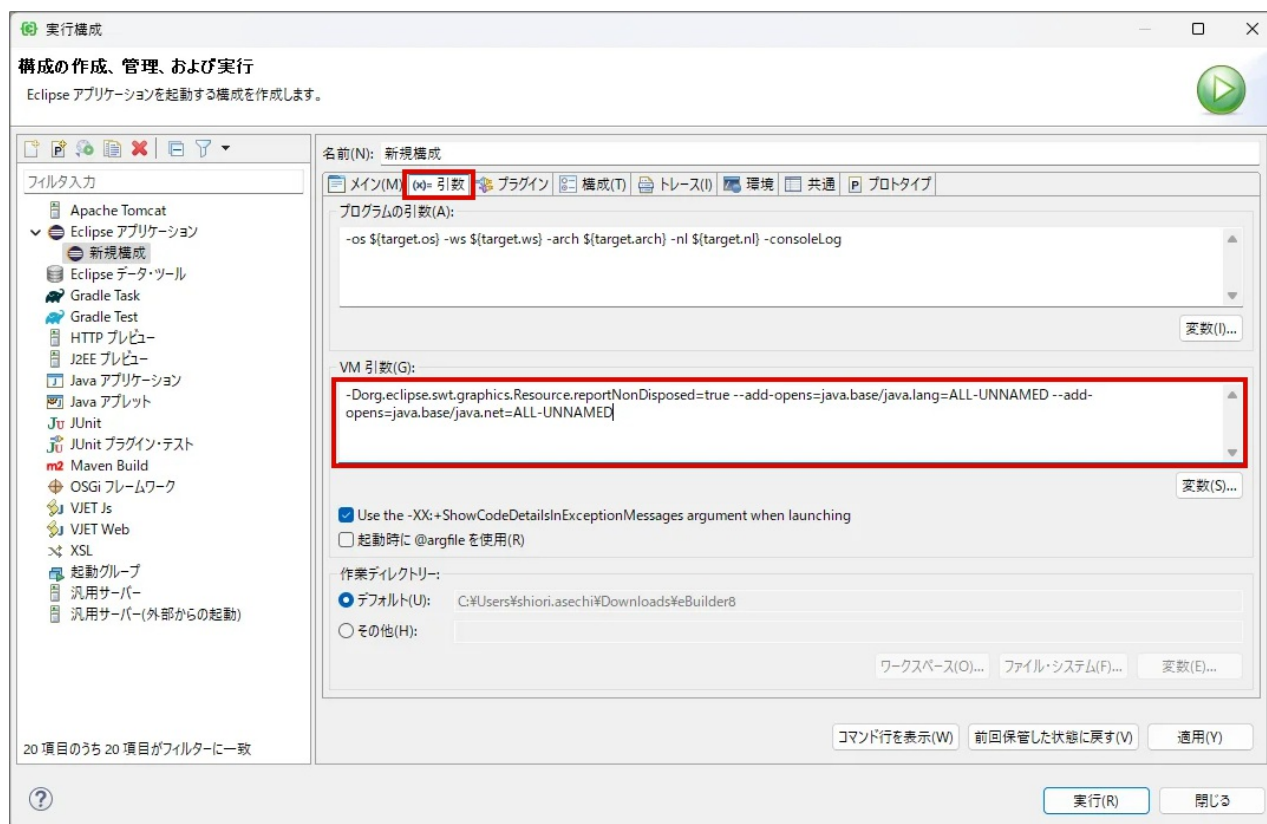 実行構成
構成の作成、管理、および実行
Eclipse アプリケーションを起動する構成を作成します。
フィルタ入力
Apache Tomcat
Eclipse アプリケーション
新規構成
Eclipse データ・ツール
Gradle Task
Gradle Test
HTTP プレビュー
J2EE プレビュー
Java アプリケーション
Java アプレット
JUnit
JUnit プラグイン・テスト
Maven Build
OSGi フレームワーク
VJET Js
VJET Web
XSL
起動グループ
汎用サーバー
汎用サーバー(外部からの起動)
20 項目のうち 20 項目がフィルターに一致
名前(N): 新規構成
メイン(M) (x)= 引数 プラグイン 構成(T) トレース(I) 環境 共通 P プロトタイプ
プログラムの引数(A):
-os ${target.os} -ws ${target.ws} -arch ${target.arch} -nl ${target.nl} -consoleLog
変数(I)...
VM 引数(G):
-Dorg.eclipse.swt.graphics.Resource.reportNonDisposed=true --add-opens=java.base/java.lang=ALL-UNNAMED --add-
opens=java.base/java.net=ALL-UNNAMED
変数(S)...
Use the -XX:+ShowCodeDetailsInExceptionMessages argument when launching
起動時に @argfile を使用(R)
作業ディレクトリー:
デフォルト(U): C:¥Users¥shiori.asechi¥Downloads¥eBuilder8
その他(H):
ワークスペース(O)... ファイル・システム(F)... 変数(E)...
コマンド行を表示(W) 前回保管した状態に戻す(V) 適用(Y)
実行(R) 閉じる